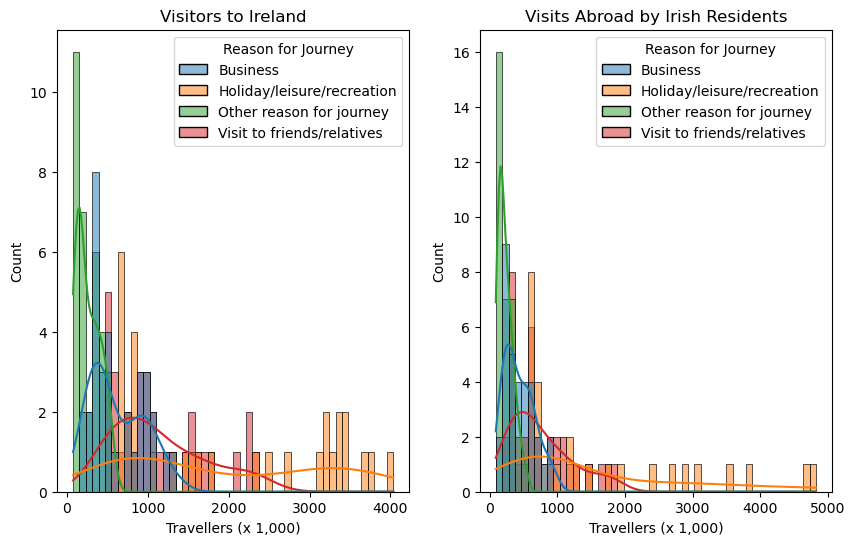 Visitors to Ireland
Reason for Journey
Business
Holiday/leisure/recreation
Other reason for journey
Visit to friends/relatives
Count
10
8
6
4
2
0
0
1000
2000
3000
4000
Travellers (x 1,000)
Visits Abroad by Irish Residents
Reason for Journey
Business
Holiday/leisure/recreation
Other reason for journey
Visit to friends/relatives
Count
16
14
12
10
8
6
4
2
0
0
1000
2000
3000
4000
5000
Travellers (x 1,000)